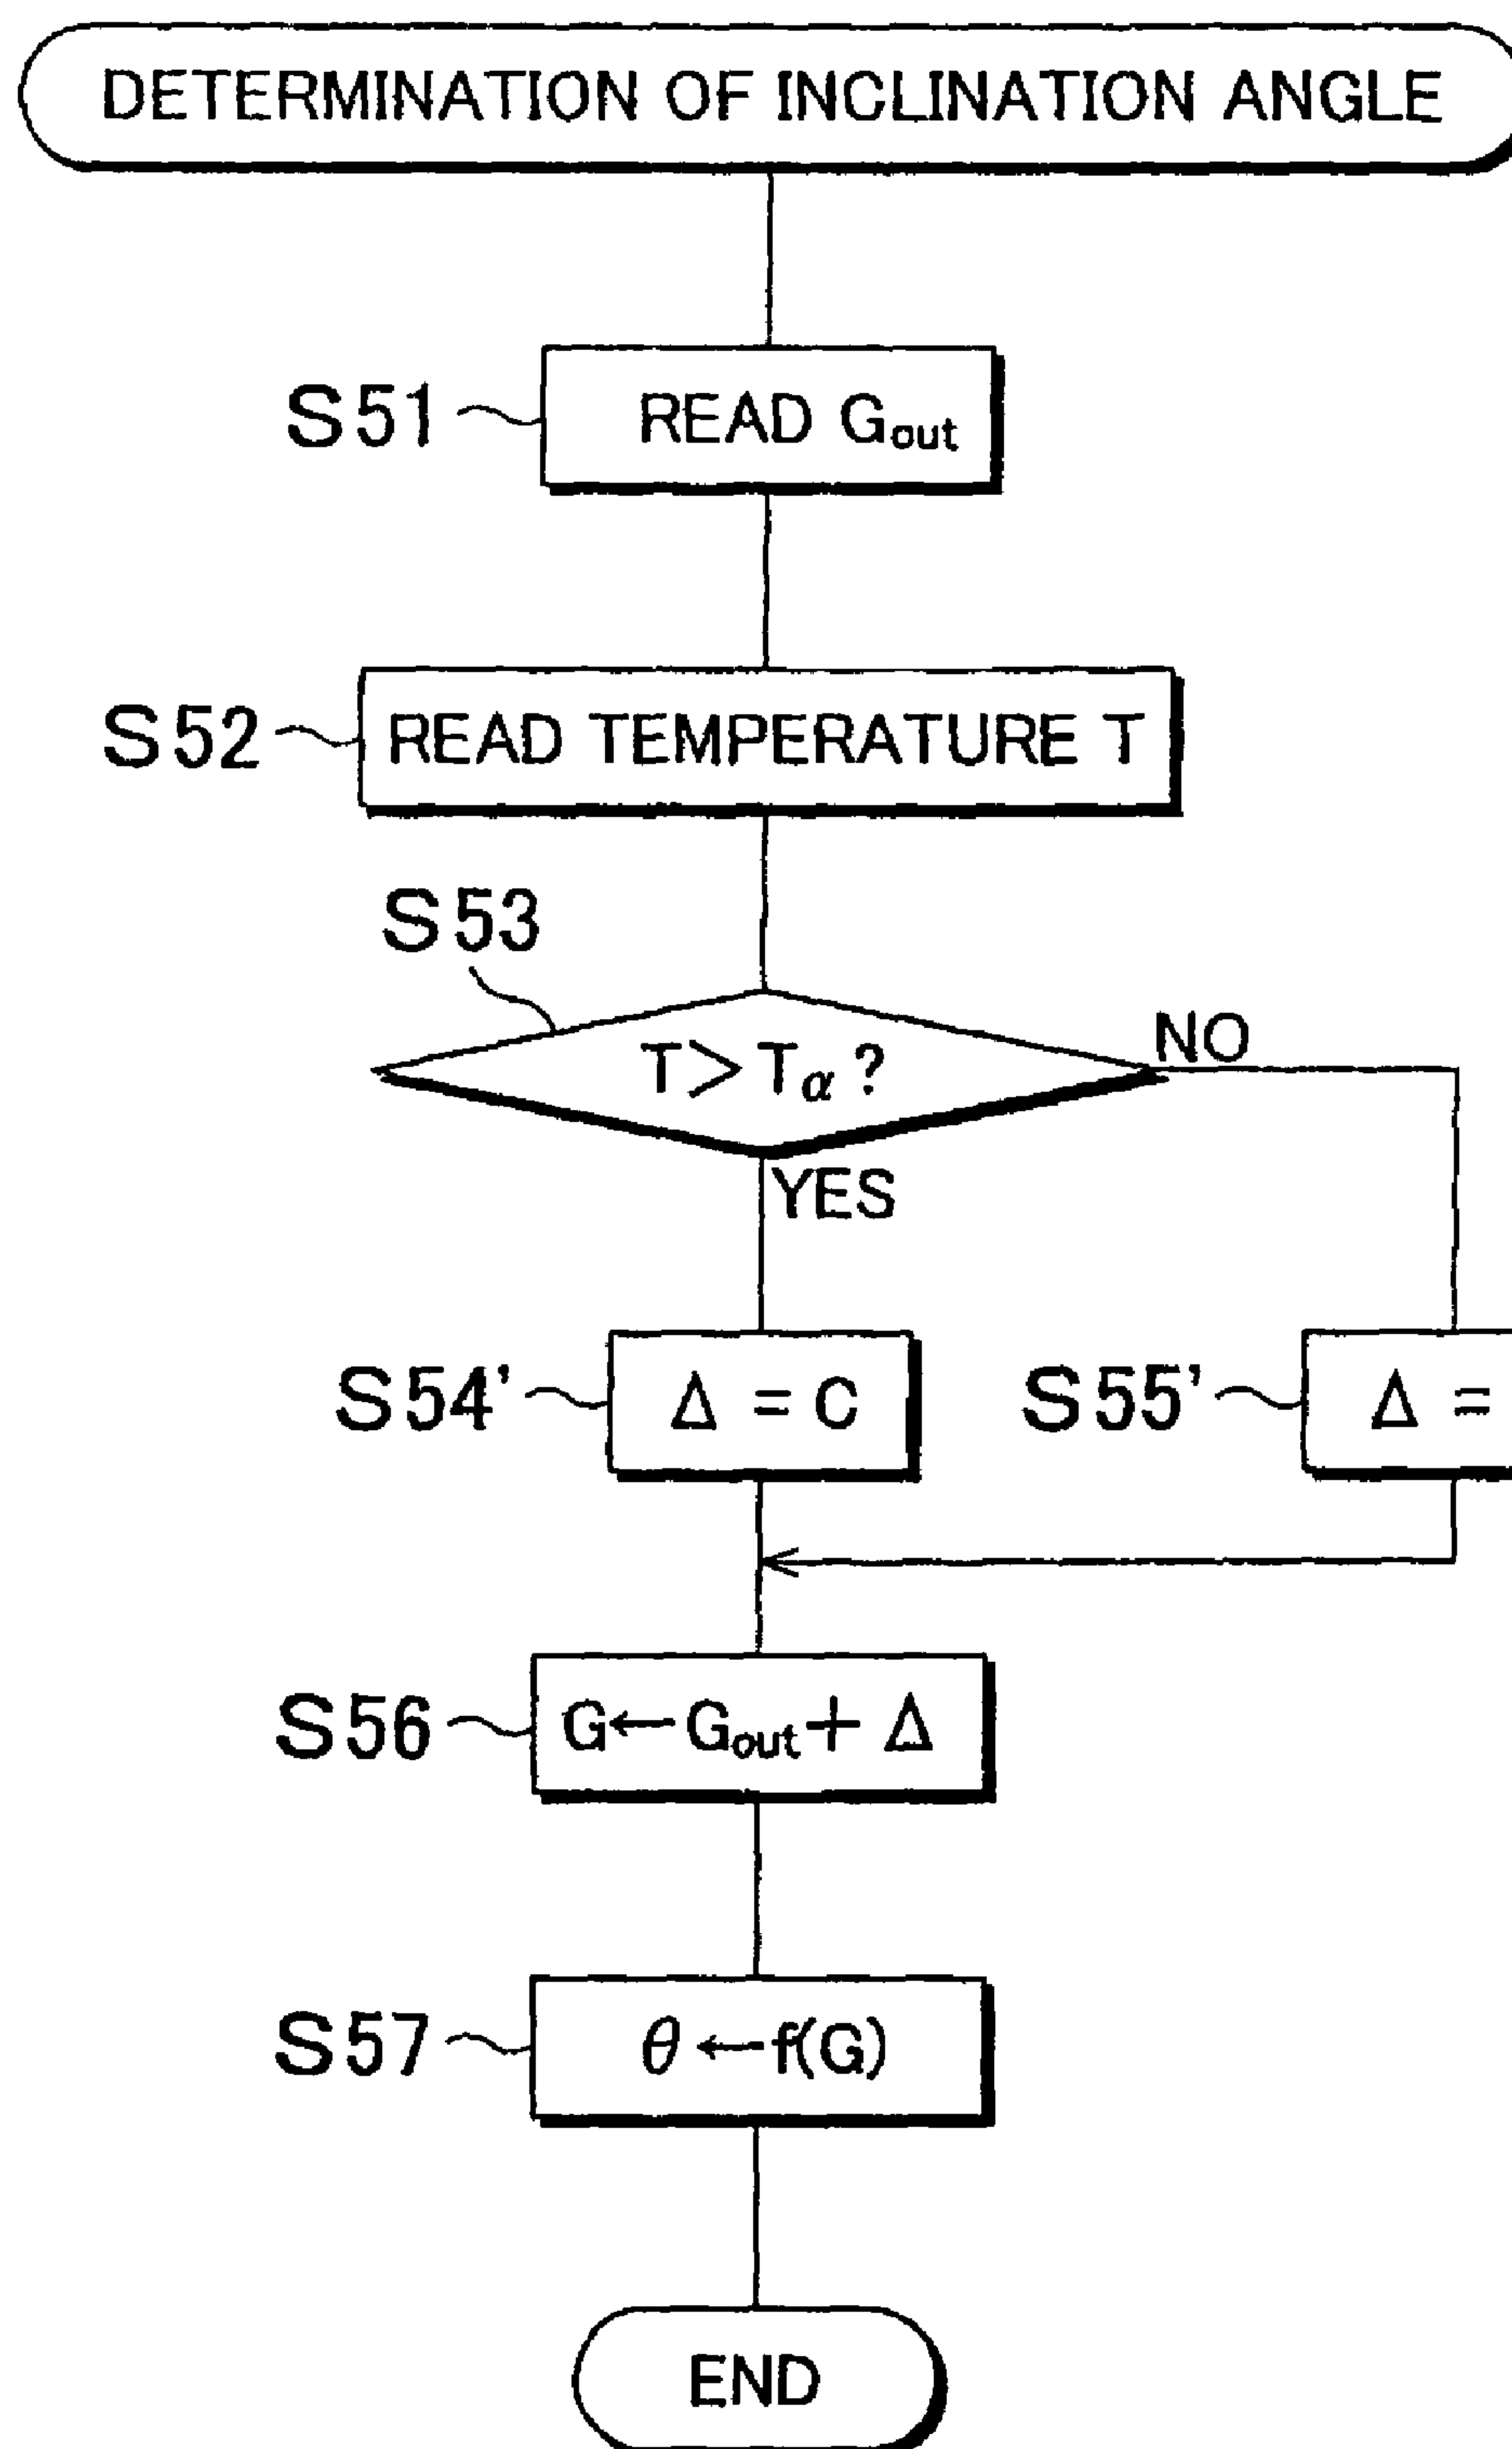 DETERMINATION OF INCLINATION ANGLE
S51
READ Gout
S52
READ TEMPERATURE T
S53
T > Tα ?
NO
YES
S54'
Δ = C
S55'
Δ =
S56
G←Gout+ Δ
S57
θ ←f(G)
END